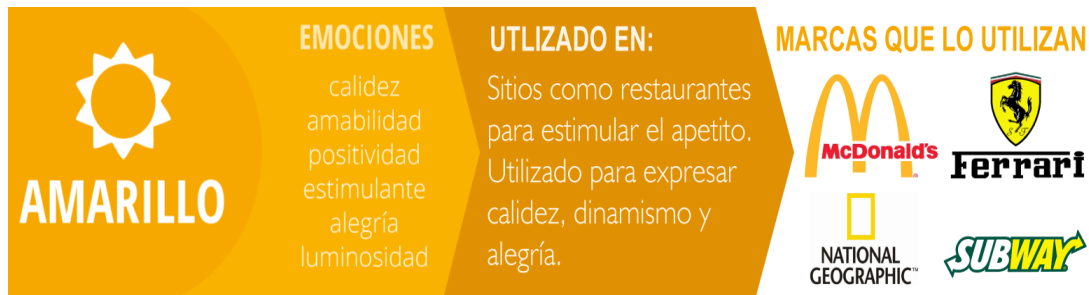 AMARILLO
EMOCIONES
calidez
amabilidad
positividad
estimulante
alegría
luminosidad
UTLIZADO EN:
Sitios como restaurantes
para estimular el apetito.
Utilizado para expresar
calidez, dinamismo y
alegría.
MARCAS QUE LO UTILIZAN
McDonald's
S F
Ferrari
NATIONAL
GEOGRAPHIC™
SUBWAY